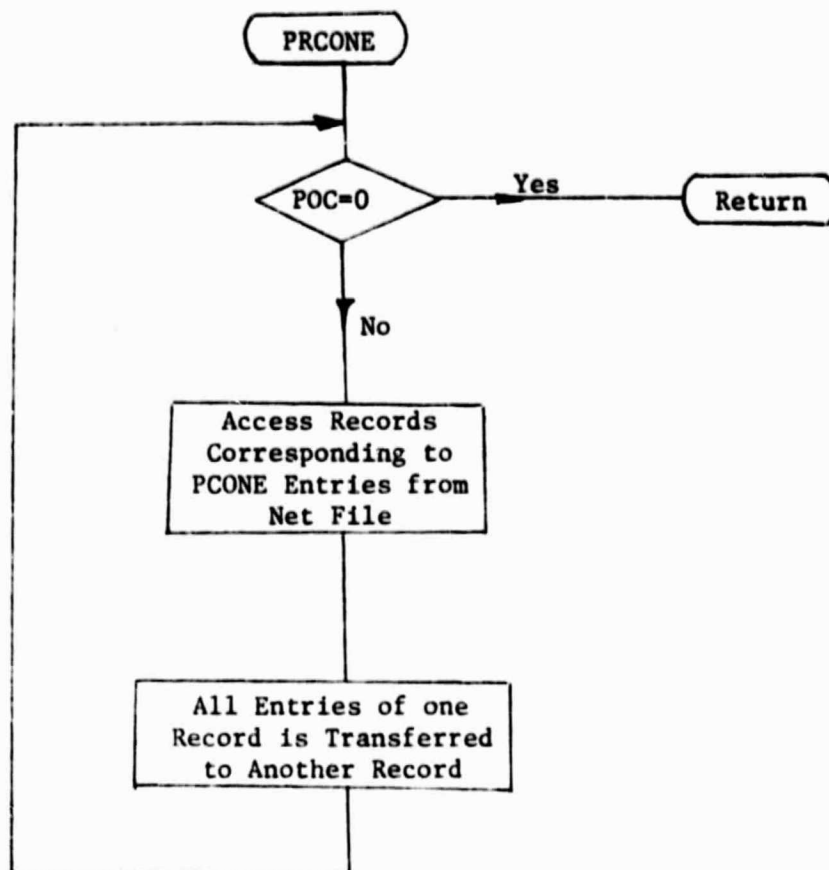 PRCONE
POC=0
Yes
Return
No
Access Records
Corresponding to
PCONE Entries from
Net File
All Entries of one
Record is Transferred
to Another Record